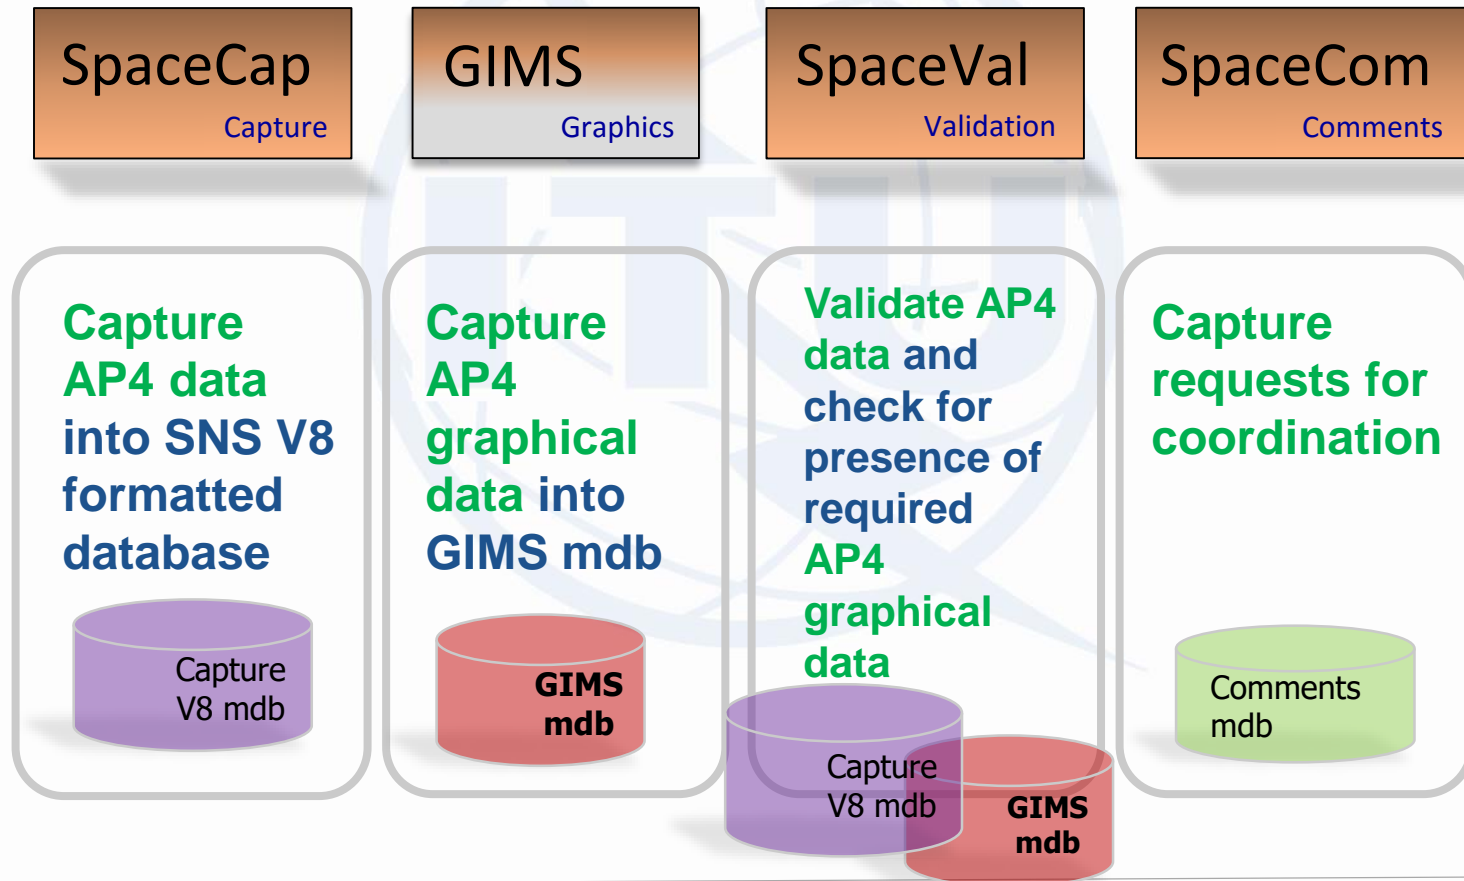 SpaceCap
Capture
GIMS
Graphics
SpaceVal
Validation
SpaceCom
Comments
ITU
Capture
AP4 data
into SNS V8
formatted
database
Capture
V8 mdb
Capture
AP4
graphical
data into
GIMS mdb
GIMS
mdb
Validate AP4
data and
check for
presence of
required
AP4
graphical
data
Capture
V8 mdb
GIMS
mdb
Capture
requests for
coordination
Comments
mdb